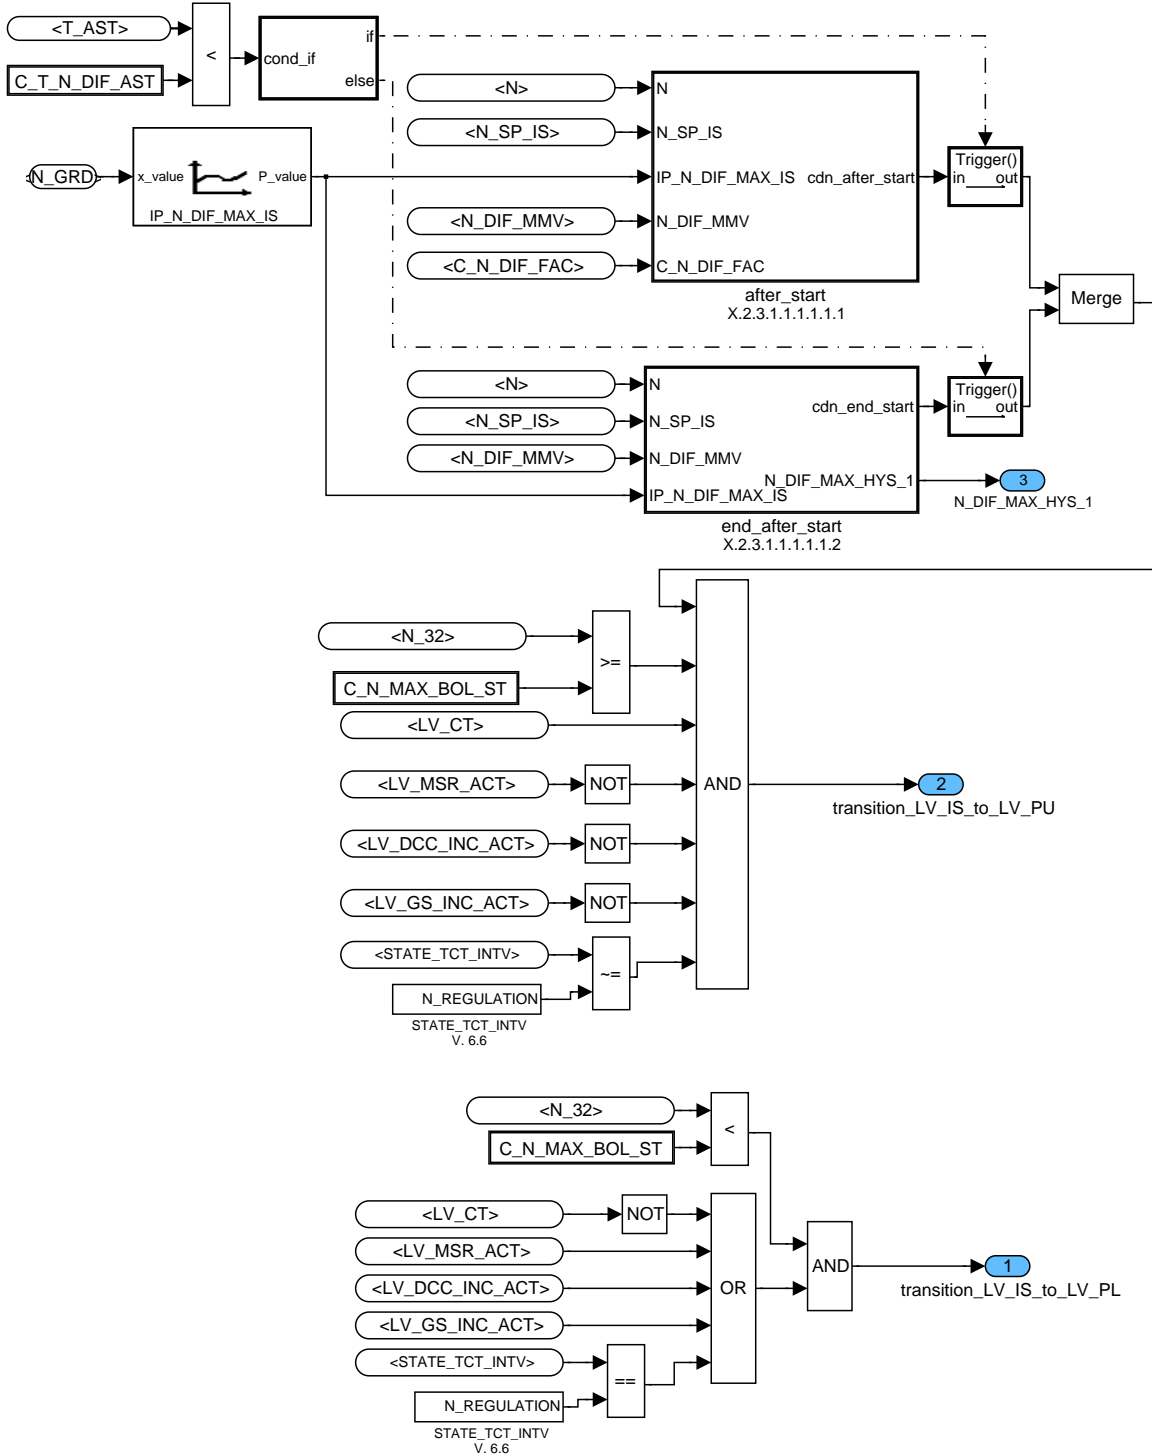 <T_AST>
C_T_N_DIF_AST
<
cond_if
if
else
N_GRD
x_value
P_value
IP_N_DIF_MAX_IS
<N>
<N_SP_IS>
<N_DIF_MMV>
<C_N_DIF_FAC>
N
N_SP_IS
IP_N_DIF_MAX_IS
cdn_after_start
N_DIF_MMV
C_N_DIF_FAC
after_start
X.2.3.1.1.1.1.1.1
Trigger()
in
out
Merge
<N>
<N_SP_IS>
<N_DIF_MMV>
N
cdn_end_start
N_SP_IS
N_DIF_MMV
N_DIF_MAX_HYS_1
IP_N_DIF_MAX_IS
end_after_start
X.2.3.1.1.1.1.1.2
Trigger()
in
out
3
N_DIF_MAX_HYS_1
<N_32>
C_N_MAX_BOL_ST
>=
<LV_CT>
<LV_MSR_ACT>
NOT
<LV_DCC_INC_ACT>
NOT
<LV_GS_INC_ACT>
NOT
<STATE_TCT_INTV>
~=
N_REGULATION
STATE_TCT_INTV
V. 6.6
AND
2
transition_LV_IS_to_LV_PU
<N_32>
C_N_MAX_BOL_ST
<
<LV_CT>
NOT
<LV_MSR_ACT>
<LV_DCC_INC_ACT>
<LV_GS_INC_ACT>
<STATE_TCT_INTV>
==
N_REGULATION
STATE_TCT_INTV
V. 6.6
OR
AND
1
transition_LV_IS_to_LV_PL